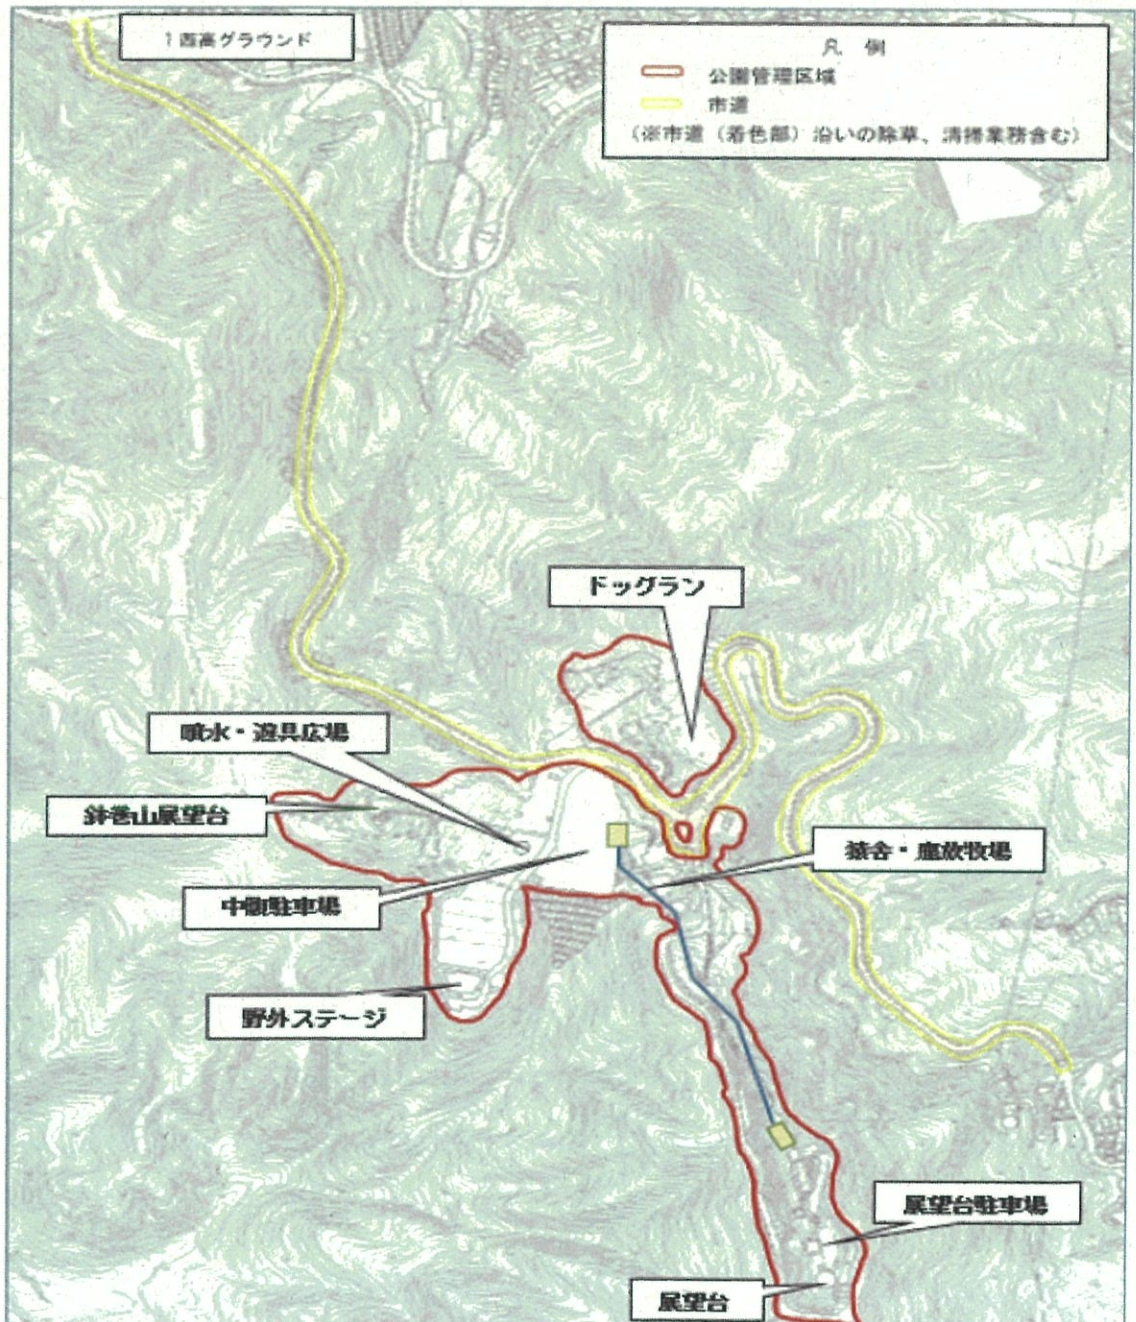 1西高グラウンド
凡 例
公園管理区域
市道
(※市道(着色部)沿いの除草、清掃業務含む)
ドッグラン
噴水・遊具広場
鉢巻山展望台
猿舎・鹿放牧場
中腹駐車場
野外ステージ
展望台駐車場
展望台